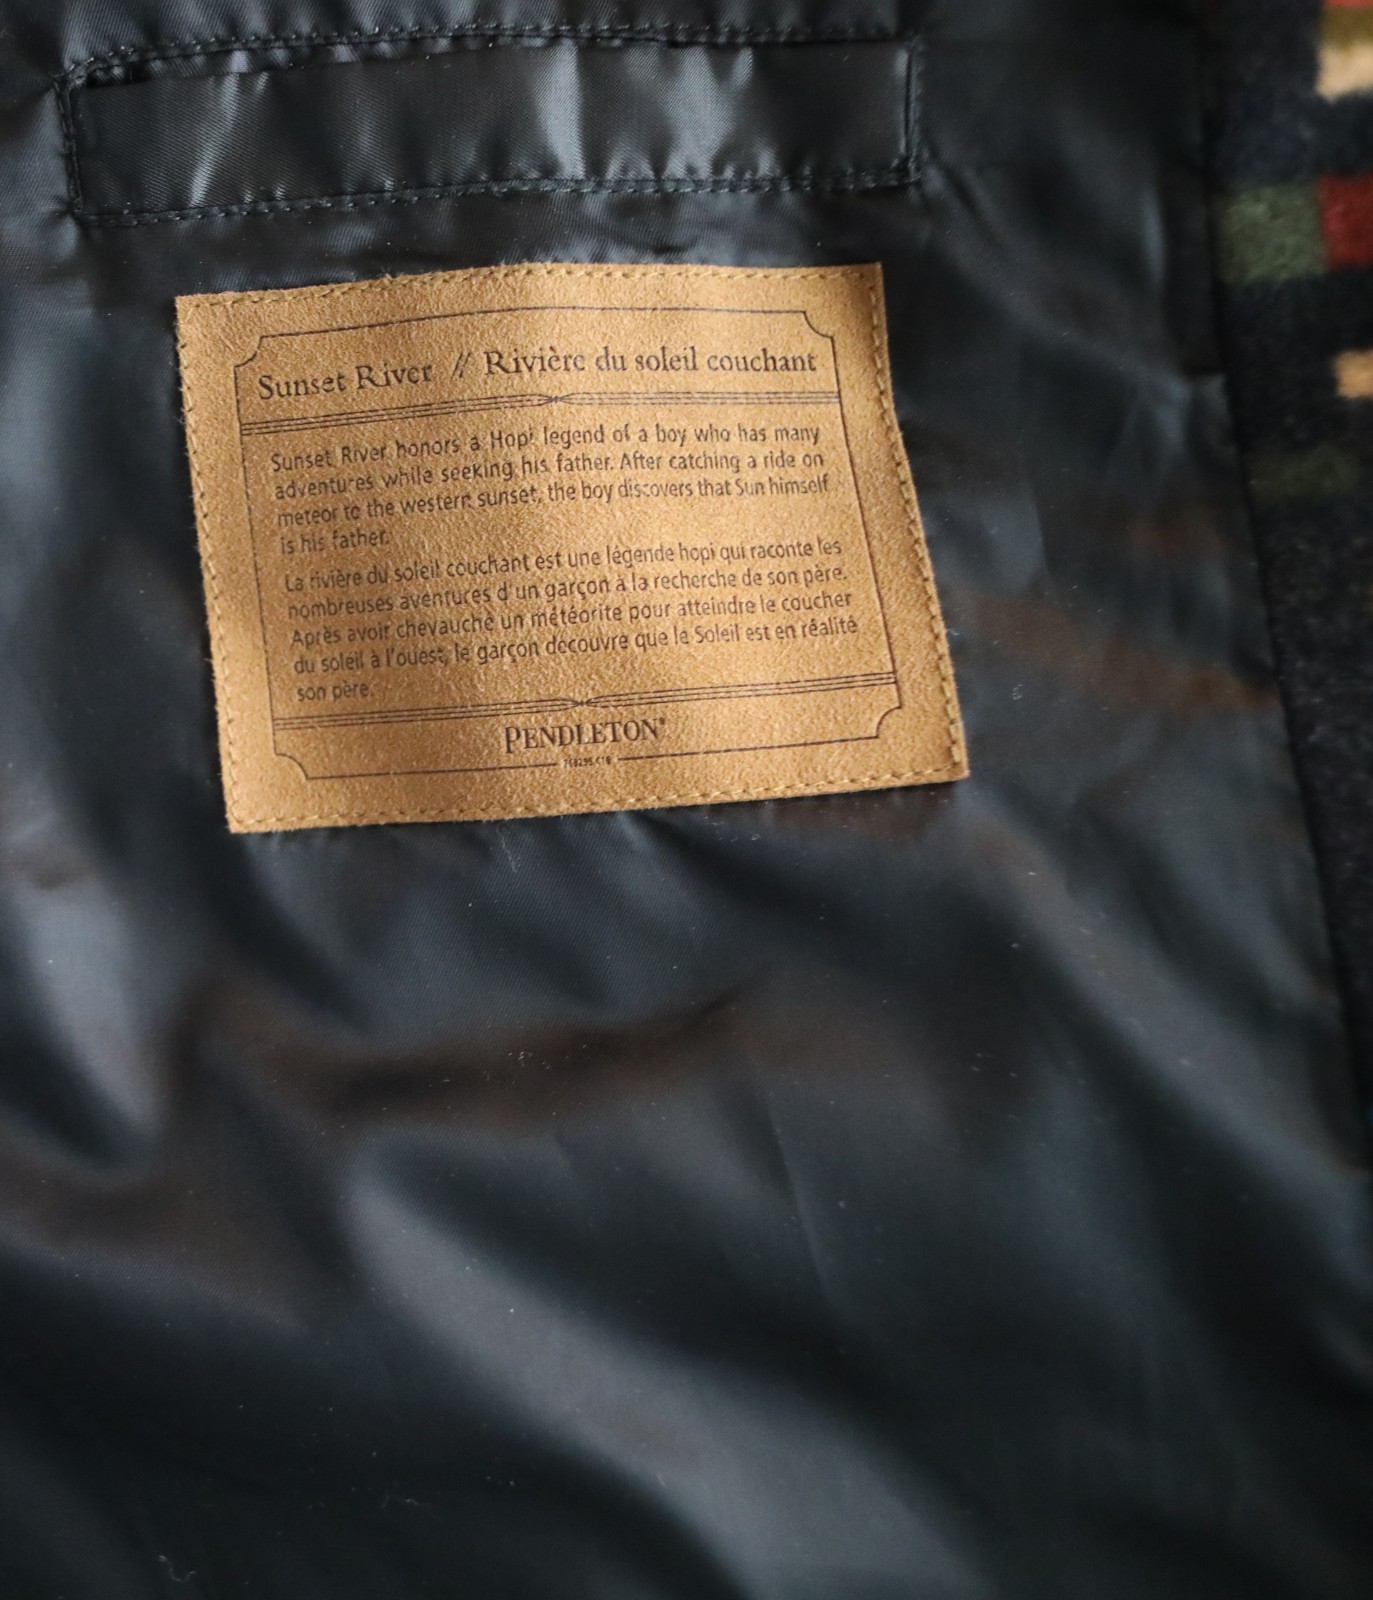 Sunset River // Rivière du soleil couchant
Sunset River honors a Hopi legend of a boy who has many
adventures while seeking his father. After catching a ride on
meteor to the western sunset, the boy discovers that Sun himself
is his father.
La rivière du soleil couchant est une légende hopi qui raconte les
nombreuses aventures d'un garçon à la recherche de son père.
Après avoir chevauché un météorite pour atteindre le coucher
du soleil à l'ouest, le garçon découvre que le Soleil est en réalité
son père.
PENDLETON®